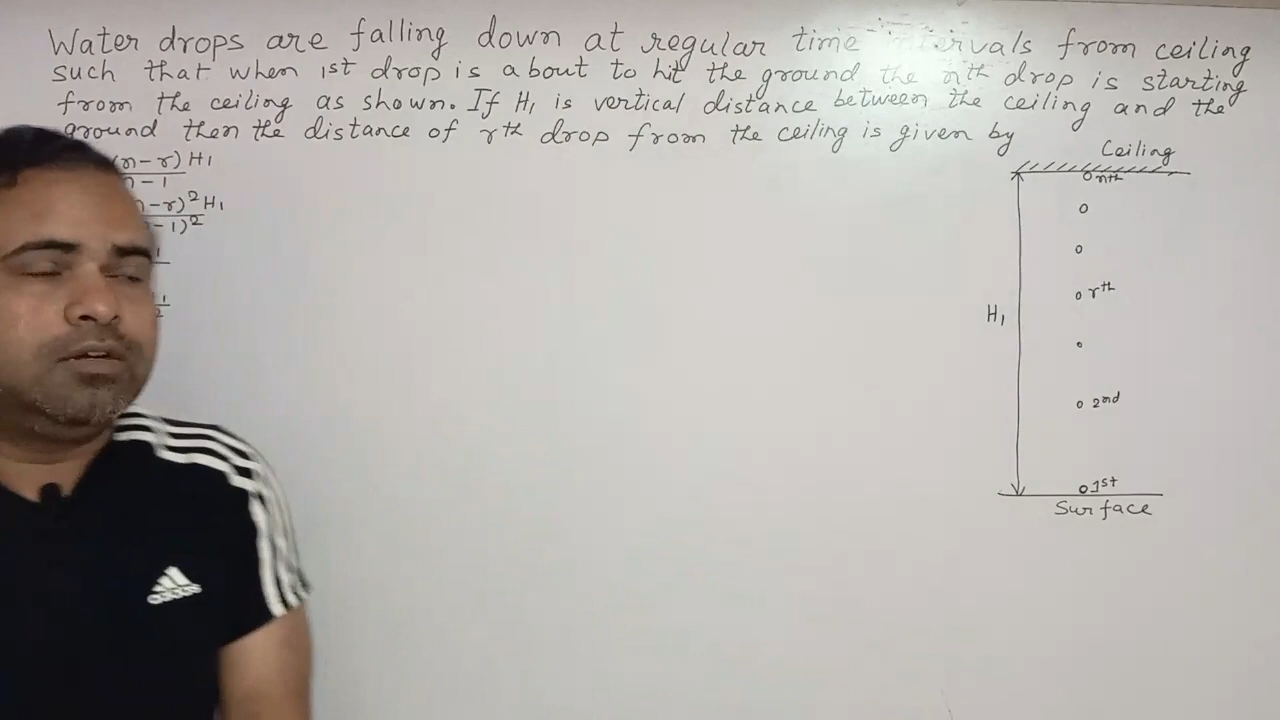 Water drops are falling down at regular time intervals from ceiling
such that when 1st drop is about to hit the ground the nth drop is starting
from the ceiling as shown. If H₁ is vertical distance between the ceiling and the
ground then the distance of rth drop from the ceiling is given by
(n-r)H₁
n-1
n-r)²H₁
-1)²
Ceiling
nth
rth
H₁
2nd
1st
Surface
adidas